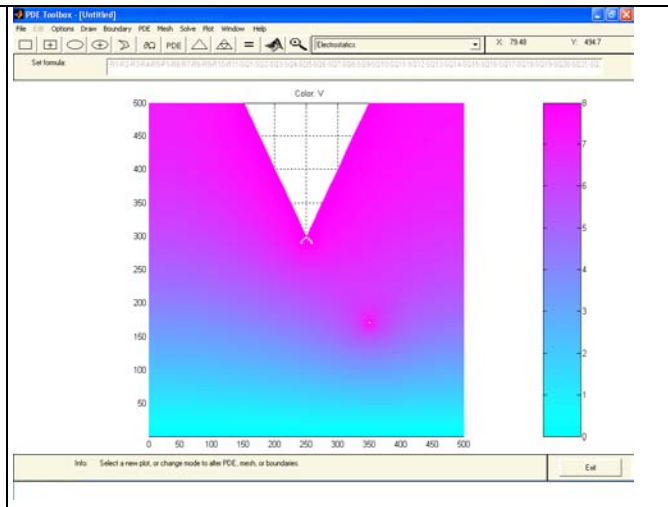 PDE Toolbox - [Untitled]
File Edit Options Draw Boundary PDE Mesh Solve Plot Window Help
∂Ω PDE = Electrostatics X: 79.48 Y: 494.7
Set formula:
Color: V
500
450
400
350
300
250
200
150
100
50
0 50 100 150 200 250 300 350 400 450 500
8
7
6
5
4
3
2
1
0
Info: Select a new plot, or change mode to alter PDE, mesh, or boundaries.
Exit